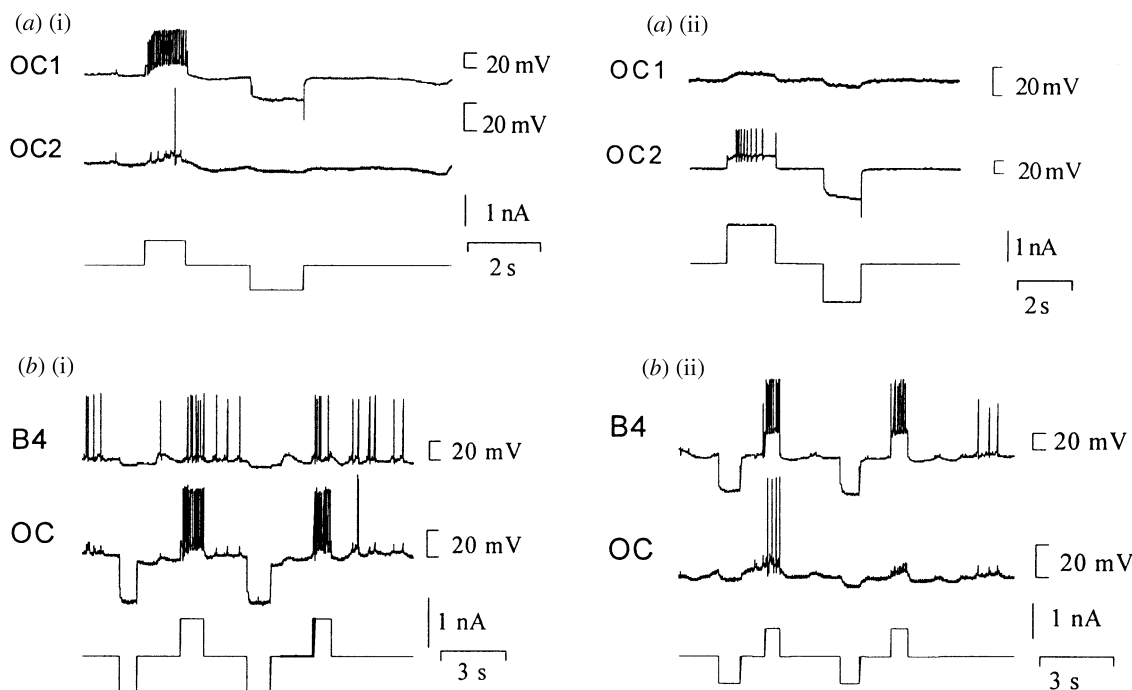 (a) (i)
OC1
20 mV
20 mV
OC2
1 nA
2 s
(a) (ii)
OC1
20 mV
OC2
20 mV
1 nA
2 s
(b) (i)
B4
20 mV
OC
20 mV
1 nA
3 s
(b) (ii)
B4
20 mV
OC
20 mV
1 nA
3 s